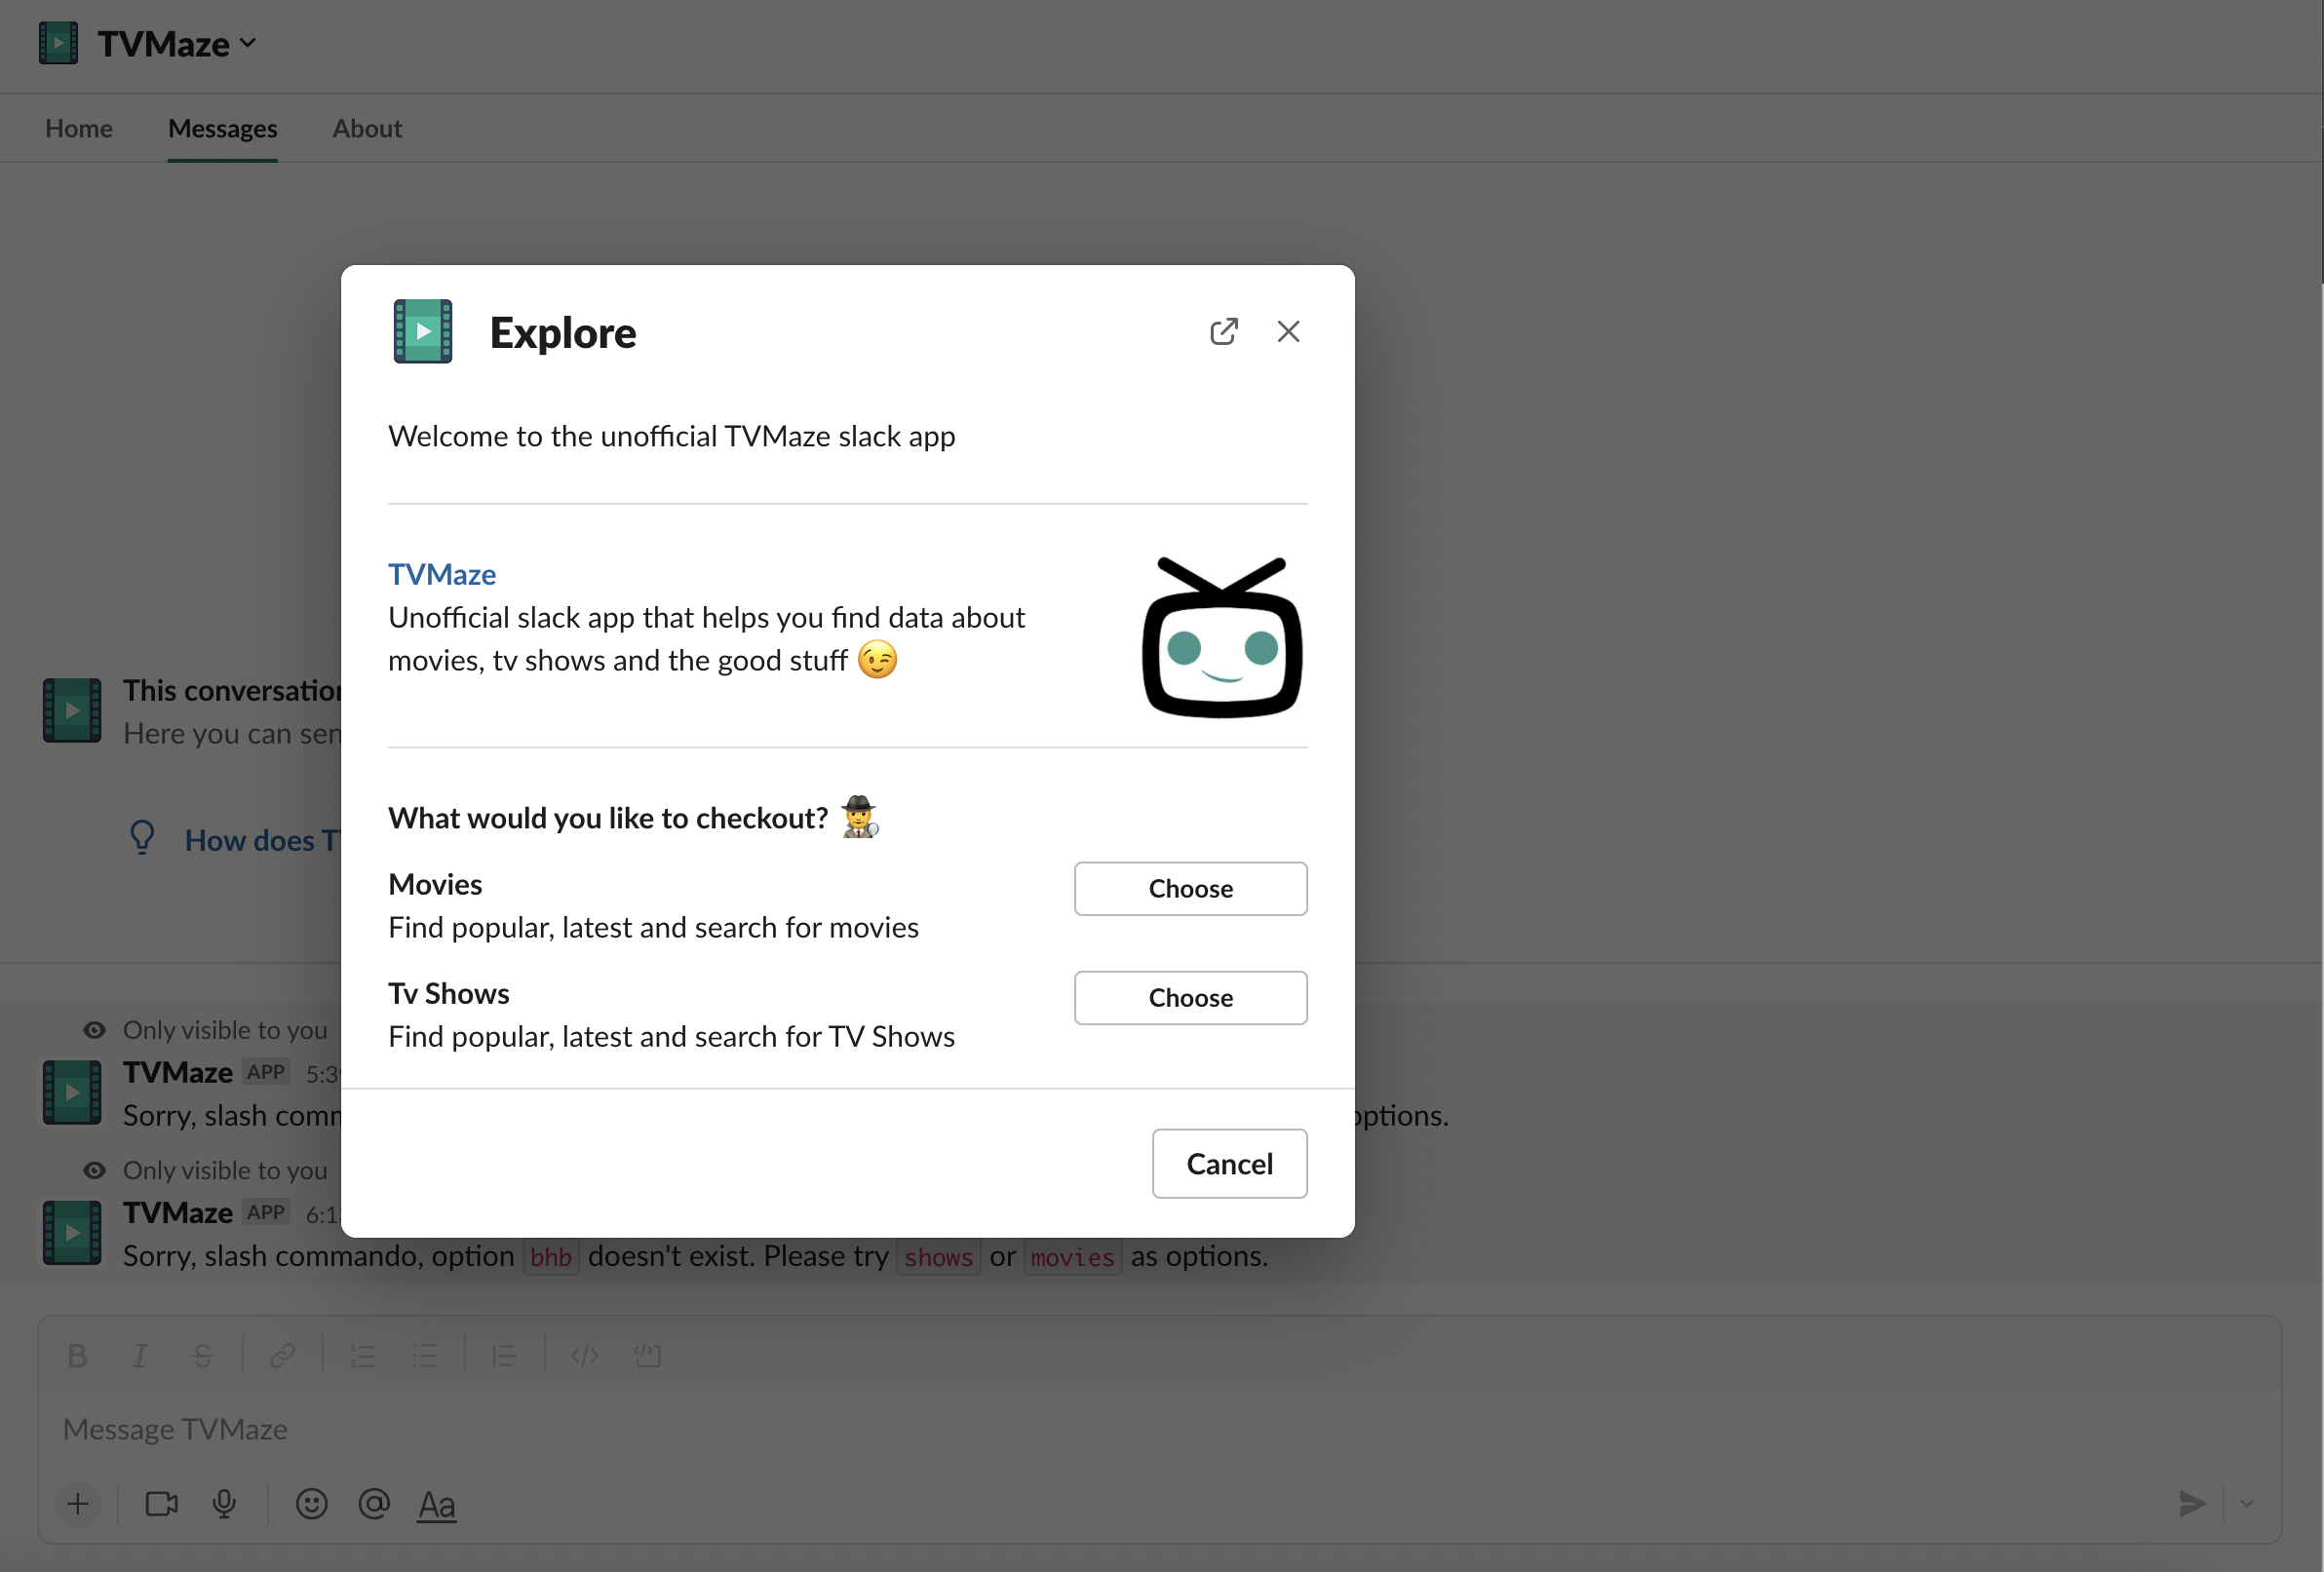 TVMaze
Home Messages About
Explore
Welcome to the unofficial TVMaze slack app
TVMaze
Unofficial slack app that helps you find data about
movies, tv shows and the good stuff
What would you like to checkout?
Movies
Choose
Find popular, latest and search for movies
Tv Shows
Choose
Find popular, latest and search for TV Shows
Cancel
This conversation
Here you can sen
How does T
Only visible to you
TVMaze APP 5:3
Sorry, slash comm options.
Only visible to you
TVMaze APP 6:1
Sorry, slash commando, option bhb doesn't exist. Please try shows or movies as options.
B I S
Message TVMaze
Aa